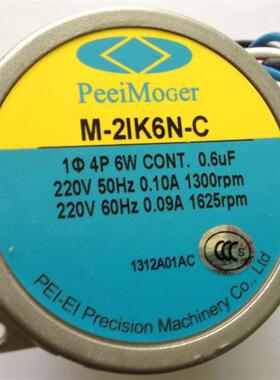 PeeiMoger
M-2IK6N-C
1Φ 4P 6W CONT. 0.6uF
220V 50Hz 0.10A 1300rpm
220V 60Hz 0.09A 1625rpm
1312A01AC
CCC S
PEI-EI Precision Machinery Co., Ltd